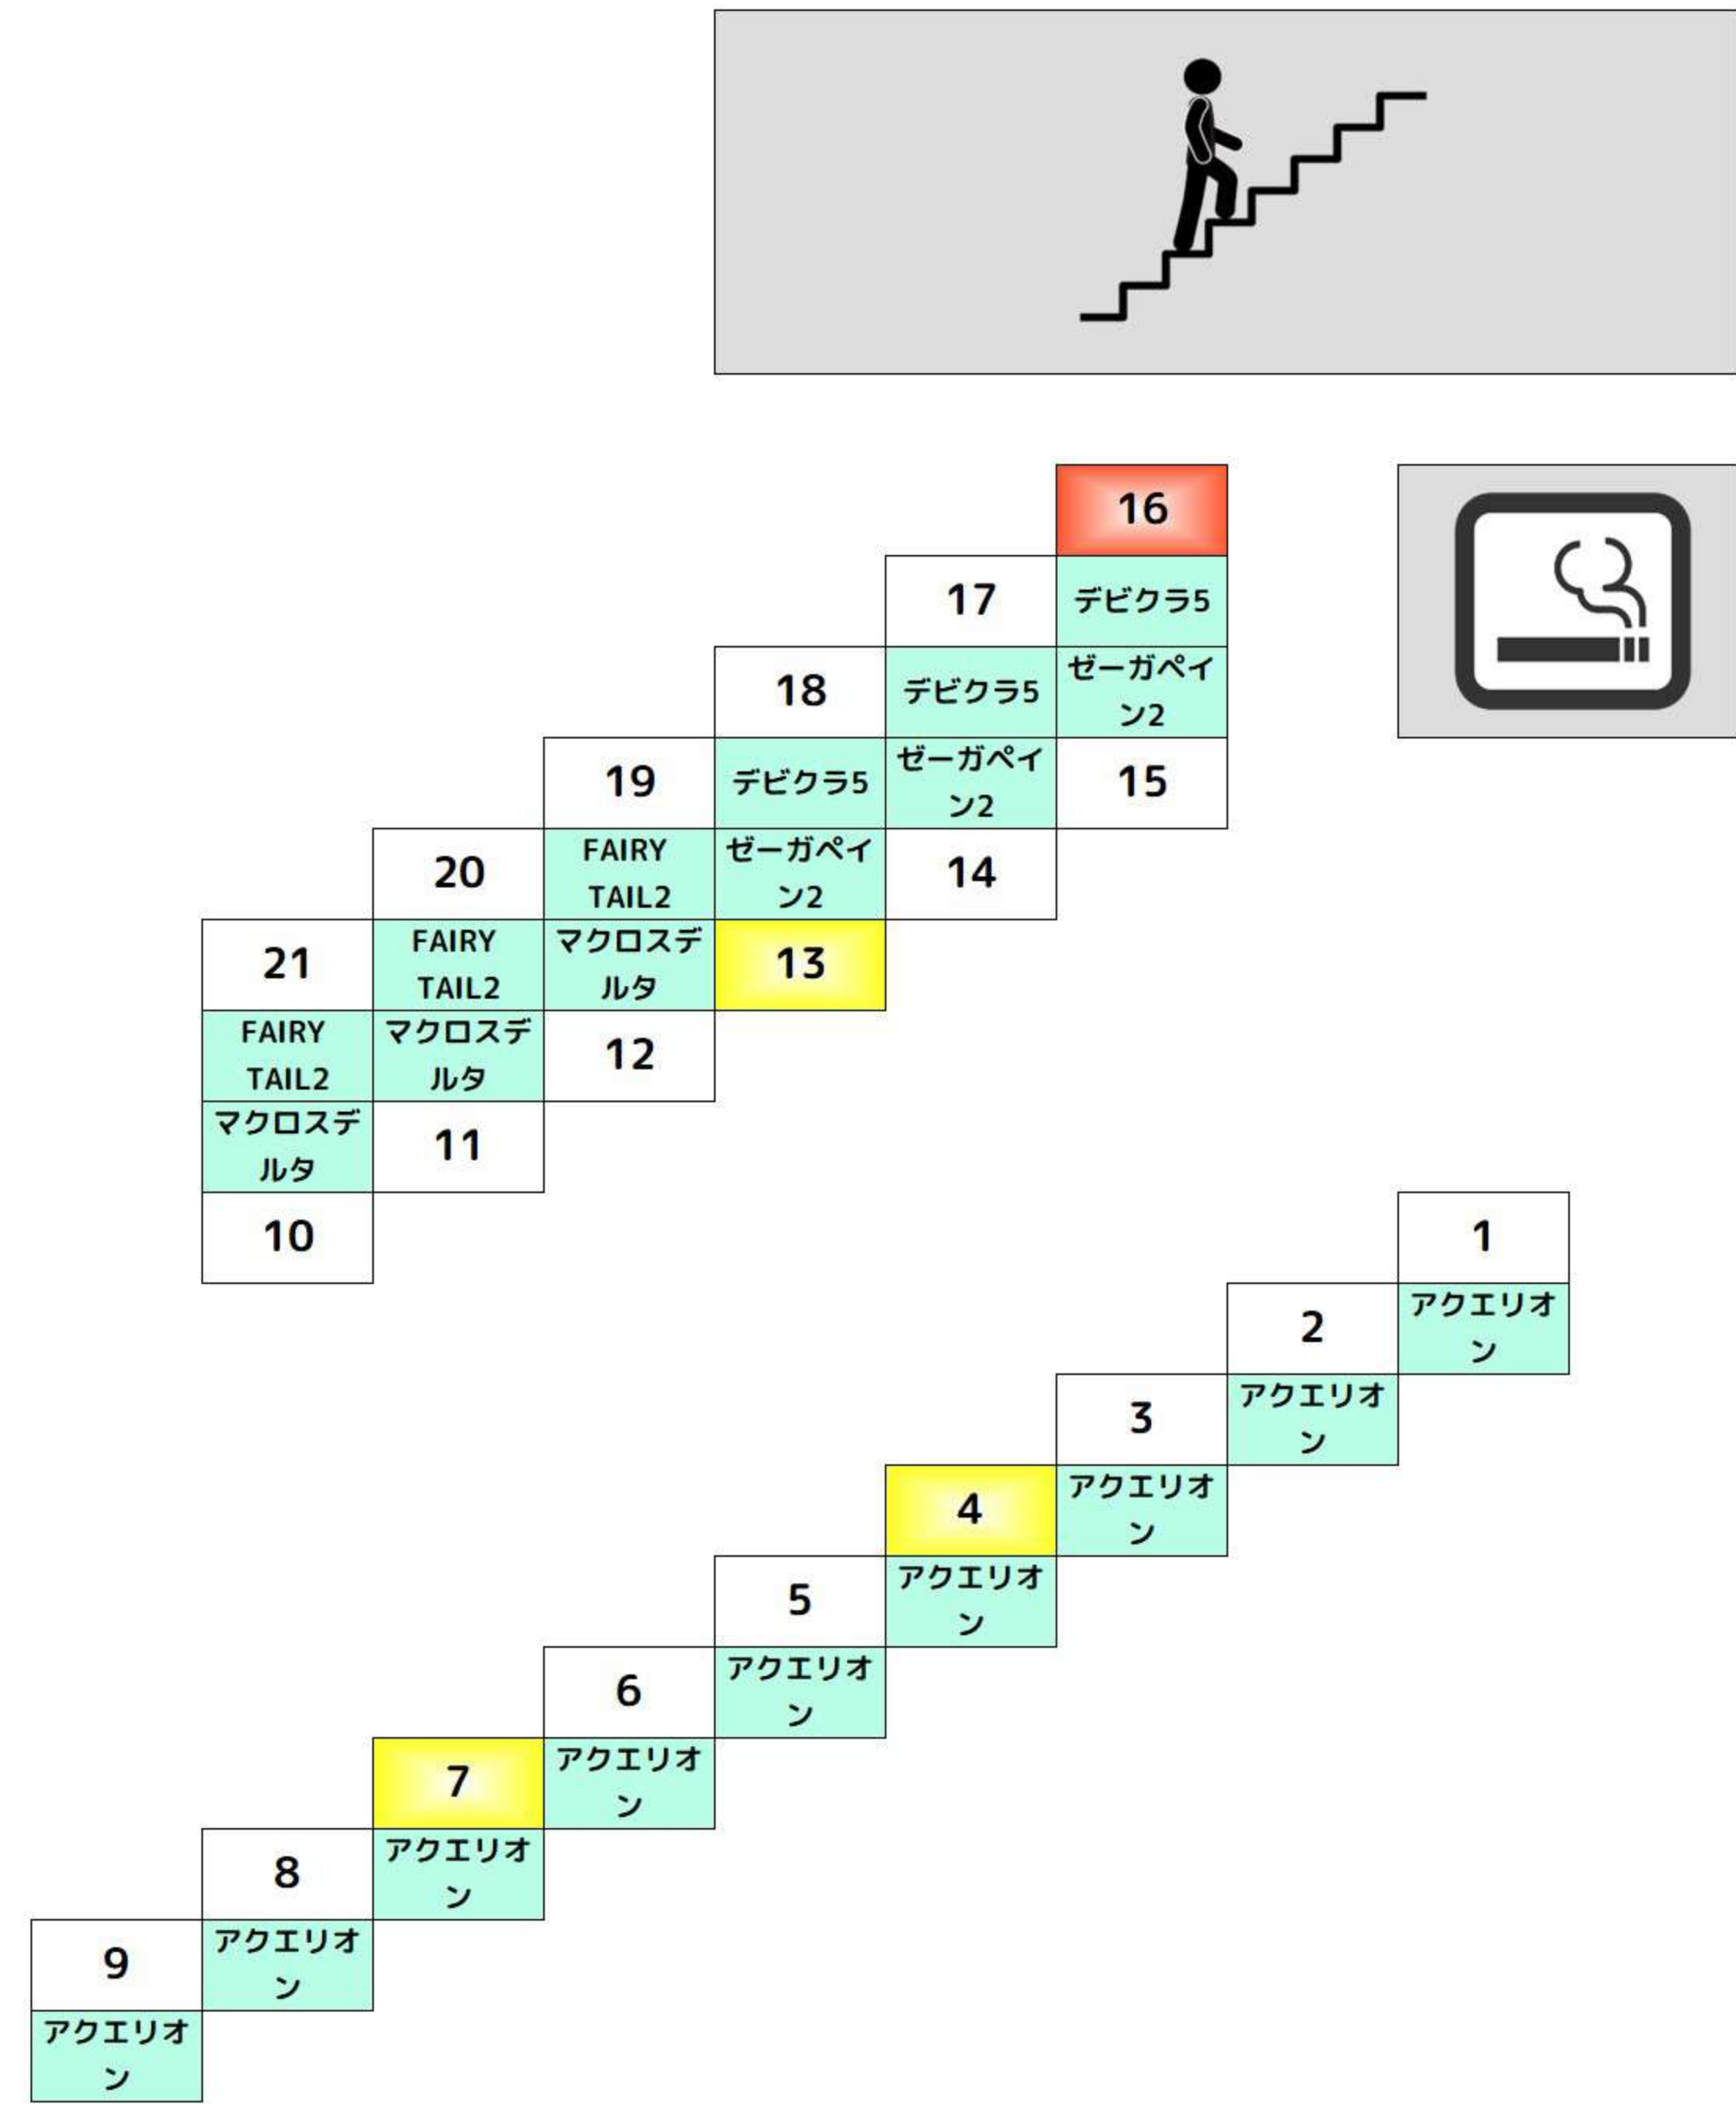 16
17
デビクラ5
18
デビクラ5
ゼーガペイ
ン2
19
デビクラ5
ゼーガペイ
ン2
15
20
FAIRY
TAIL2
ゼーガペイ
ン2
14
21
FAIRY
TAIL2
マクロスデ
ルタ
13
FAIRY
TAIL2
マクロスデ
ルタ
12
マクロスデ
ルタ
11
10
1
2
アクエリオ
ン
3
アクエリオ
ン
4
アクエリオ
ン
5
アクエリオ
ン
6
アクエリオ
ン
7
アクエリオ
ン
8
アクエリオ
ン
9
アクエリオ
ン
アクエリオ
ン